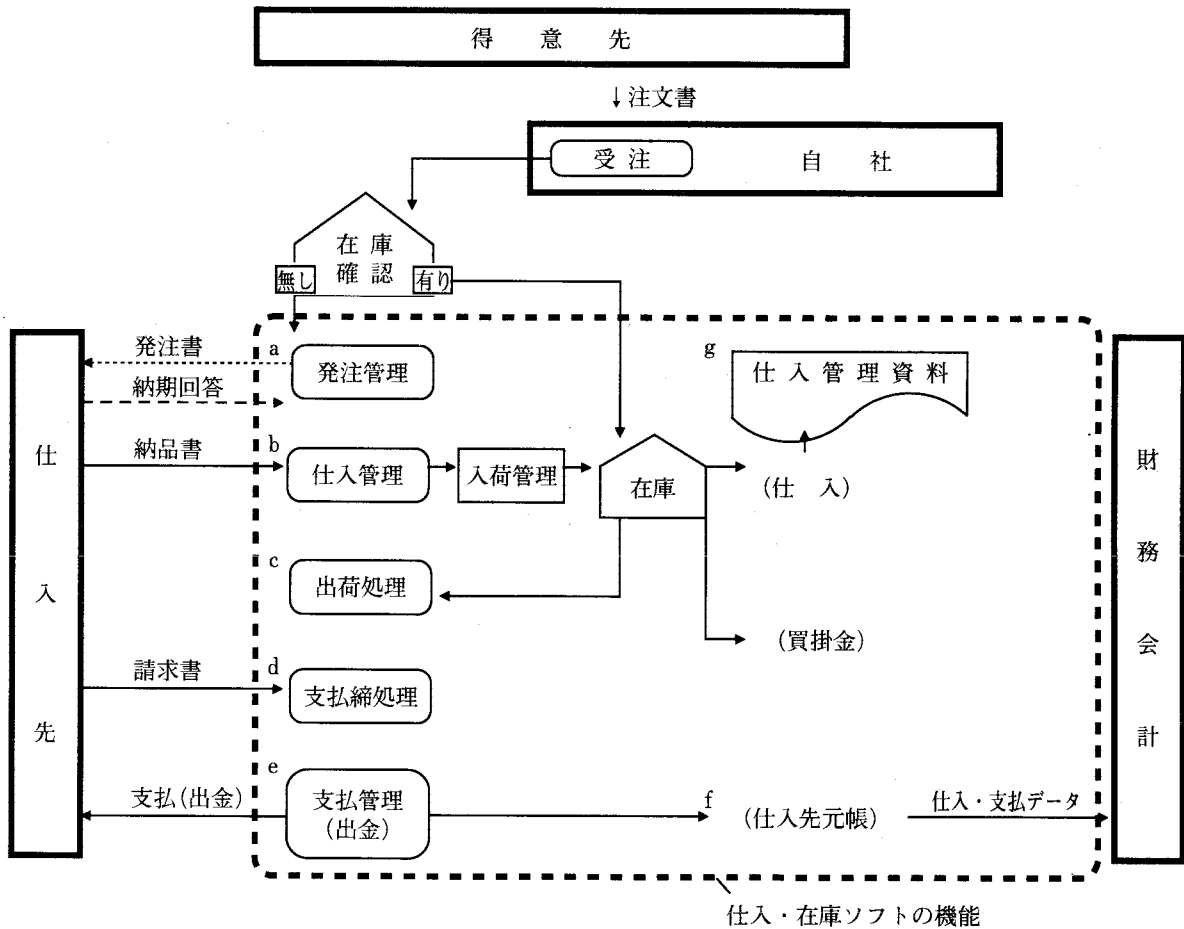 得意先
↓注文書
受注
自社
在庫
確認
無し
有り
発注書
a
発注管理
納期回答
g
仕入管理資料
仕入先
納品書
b
仕入管理
入荷管理
在庫
(仕入)
財務会計
c
出荷処理
(買掛金)
請求書
d
支払締処理
e
支払(出金)
支払管理
(出金)
f
(仕入先元帳)
仕入・支払データ
仕入・在庫ソフトの機能